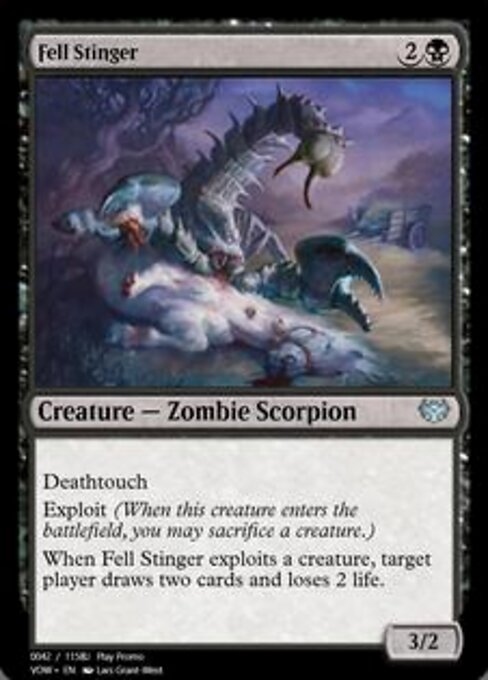 Fell Stinger 2
Creature — Zombie Scorpion
Deathtouch
Exploit (When this creature enters the
battlefield, you may sacrifice a creature.)
When Fell Stinger exploits a creature, target
player draws two cards and loses 2 life.
3/2
Play Promo
VOW • EN Lars Grant-West